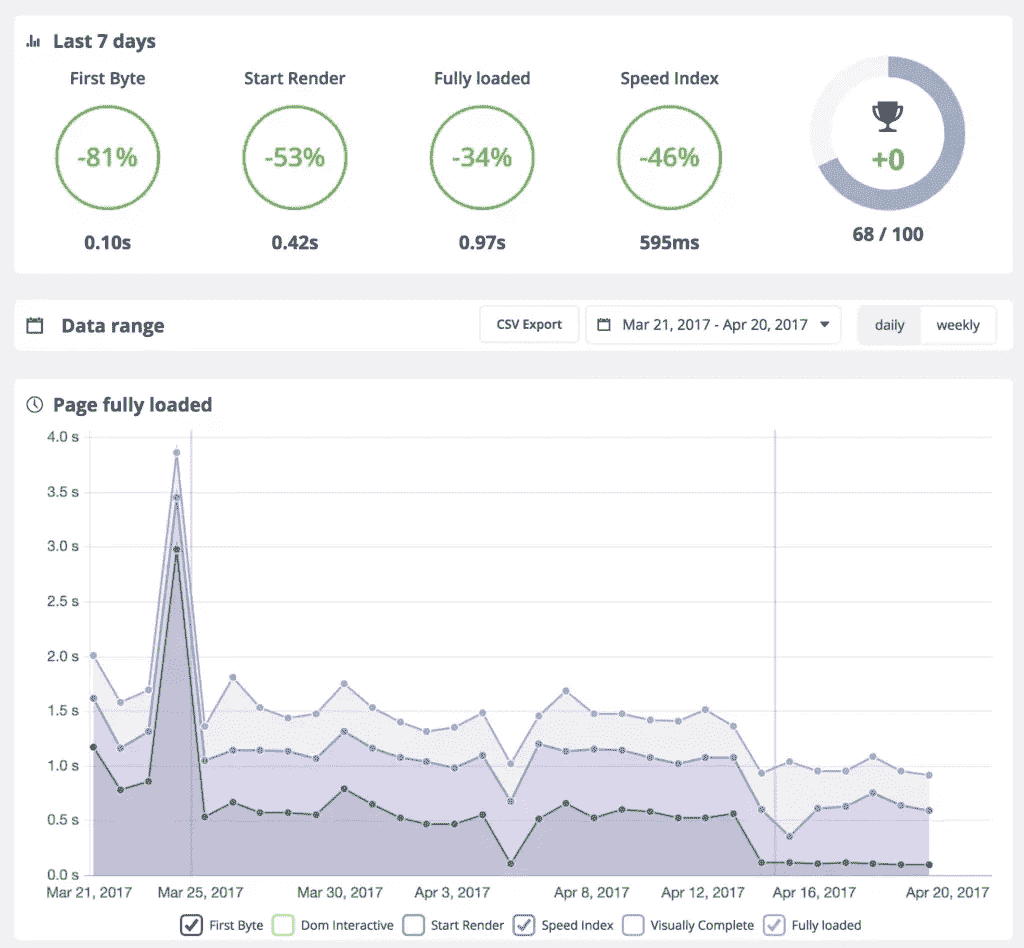 Last 7 days
First Byte Start Render Fully loaded Speed Index
-81% -53% -34% -46% +0
0.10s 0.42s 0.97s 595ms 68 / 100
Data range CSV Export Mar 21, 2017 - Apr 20, 2017 daily weekly
Page fully loaded
4.0 s
3.5 s
3.0 s
2.5 s
2.0 s
1.5 s
1.0 s
0.5 s
0.0 s
Mar 21, 2017 Mar 25, 2017 Mar 30, 2017 Apr 3, 2017 Apr 8, 2017 Apr 12, 2017 Apr 16, 2017 Apr 20, 2017
First Byte Dom Interactive Start Render Speed Index Visually Complete Fully loaded